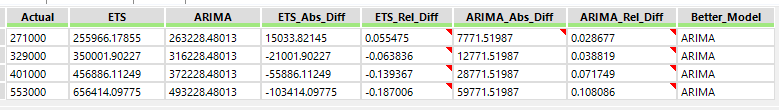 Actual ETS ARIMA ETS_Abs_Diff ETS_Rel_Diff ARIMA_Abs_Diff ARIMA_Rel_Diff Better_Model
271000 255966.17855 263228.48013 15033.82145 0.055475 7771.51987 0.028677 ARIMA
329000 350001.90227 316228.48013 -21001.90227 -0.063836 12771.51987 0.038819 ARIMA
401000 456886.11249 372228.48013 -55886.11249 -0.139367 28771.51987 0.071749 ARIMA
553000 656414.09775 493228.48013 -103414.09775 -0.187006 59771.51987 0.108086 ARIMA